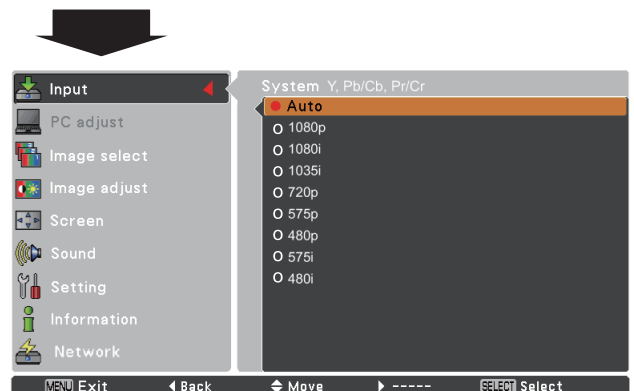 Input
PC adjust
Image select
Image adjust
Screen
Sound
Setting
Information
Network
System Y, Pb/Cb, Pr/Cr
Auto
1080p
1080i
1035i
720p
575p
480p
575i
480i
MENU Exit Back Move ----- SELECT Select